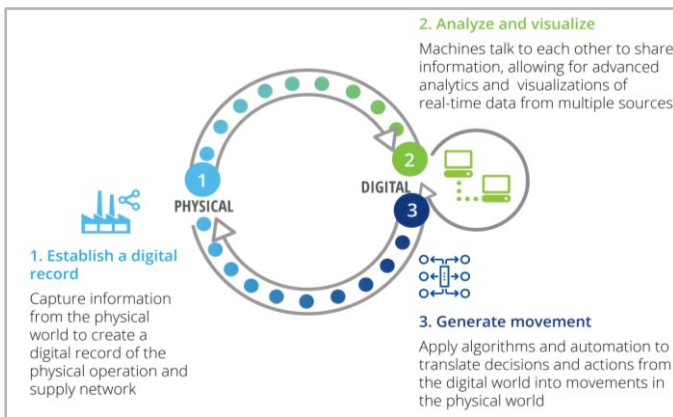 2. Analyze and visualize
Machines talk to each other to share
information, allowing for advanced
analytics and visualizations of
real-time data from multiple sources
2
1
DIGITAL
PHYSICAL
3
1. Establish a digital
record
Capture information
from the physical
world to create a
digital record of the
physical operation and
supply network
3. Generate movement
Apply algorithms and automation to
translate decisions and actions from
the digital world into movements in
the physical world